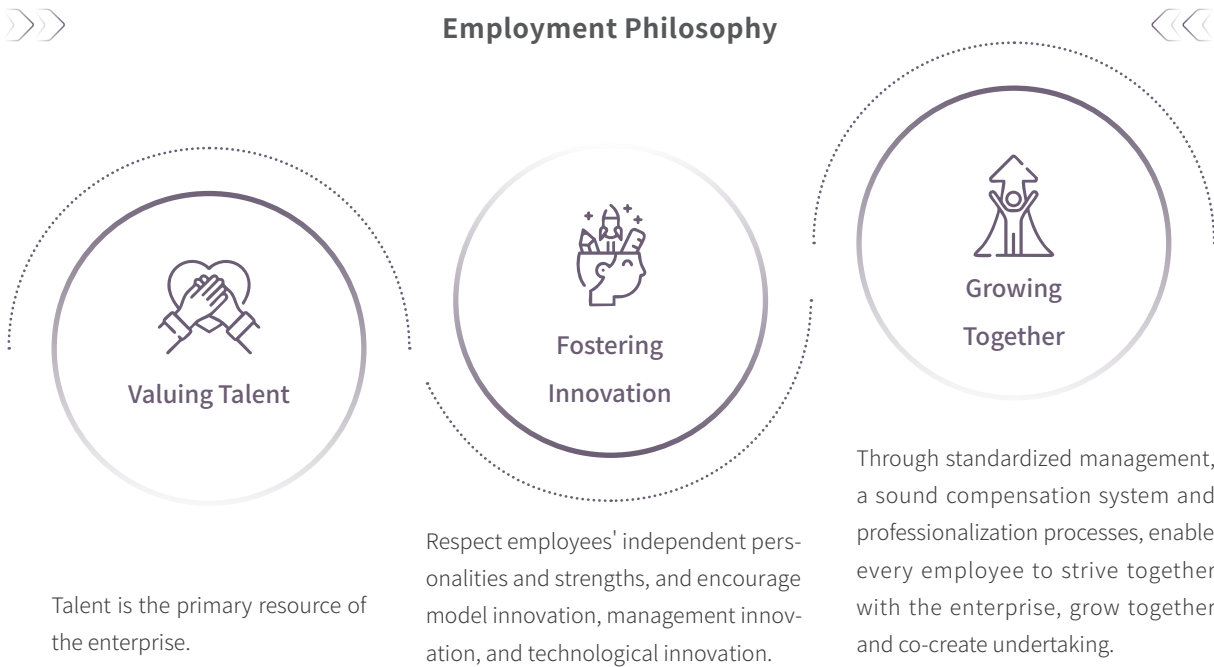 Employment Philosophy
Valuing Talent
Talent is the primary resource of
the enterprise.
Fostering
Innovation
Respect employees' independent pers-
onalities and strengths, and encourage
model innovation, management innov-
ation, and technological innovation.
Growing
Together
Through standardized management,
a sound compensation system and
professionalization processes, enable
every employee to strive together
with the enterprise, grow together
and co-create undertaking.